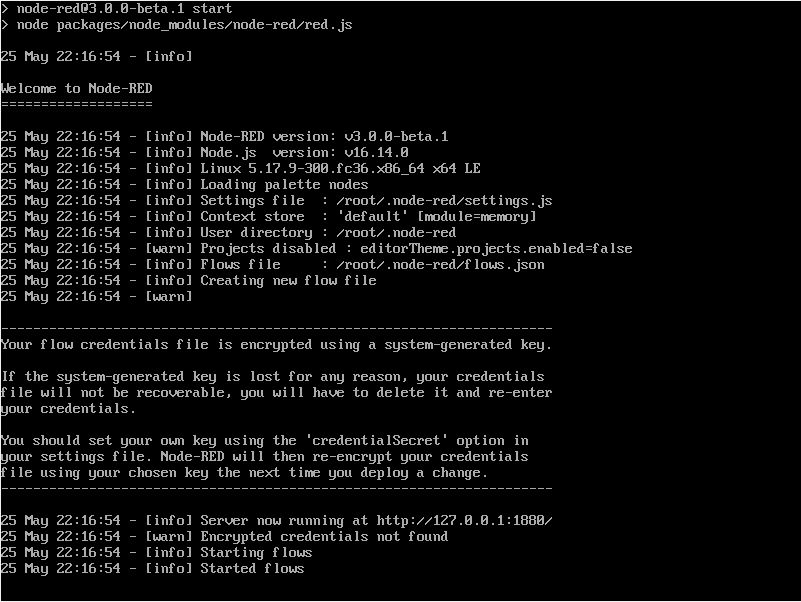 > node-red@3.0.0-beta.1 start
> node packages/node_modules/node-red/red.js
25 May 22:16:54 - [info]
Welcome to Node-RED
===================
25 May 22:16:54 - [info] Node-RED version: v3.0.0-beta.1
25 May 22:16:54 - [info] Node.js  version: v16.14.0
25 May 22:16:54 - [info] Linux 5.17.9-300.fc36.x86_64 x64 LE
25 May 22:16:54 - [info] Loading palette nodes
25 May 22:16:54 - [info] Settings file  : /root/.node-red/settings.js
25 May 22:16:54 - [info] Context store  : 'default' [module=memory]
25 May 22:16:54 - [info] User directory : /root/.node-red
25 May 22:16:54 - [warn] Projects disabled : editorTheme.projects.enabled=false
25 May 22:16:54 - [info] Flows file     : /root/.node-red/flows.json
25 May 22:16:54 - [info] Creating new flow file
25 May 22:16:54 - [warn]
---------------------------------------------------------------------
Your flow credentials file is encrypted using a system-generated key.
If the system-generated key is lost for any reason, your credentials
file will not be recoverable, you will have to delete it and re-enter
your credentials.
You should set your own key using the 'credentialSecret' option in
your settings file. Node-RED will then re-encrypt your credentials
file using your chosen key the next time you deploy a change.
---------------------------------------------------------------------
25 May 22:16:54 - [info] Server now running at http://127.0.0.1:1880/
25 May 22:16:54 - [warn] Encrypted credentials not found
25 May 22:16:54 - [info] Starting flows
25 May 22:16:54 - [info] Started flows